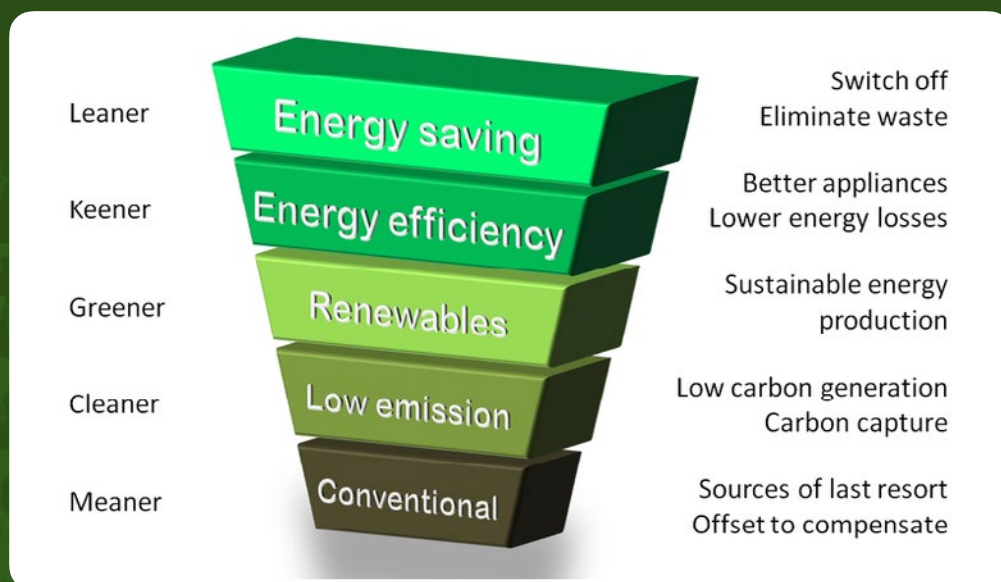 Leaner
Energy saving
Switch off
Eliminate waste
Keener
Energy efficiency
Better appliances
Lower energy losses
Greener
Renewables
Sustainable energy
production
Cleaner
Low emission
Low carbon generation
Carbon capture
Meaner
Conventional
Sources of last resort
Offset to compensate